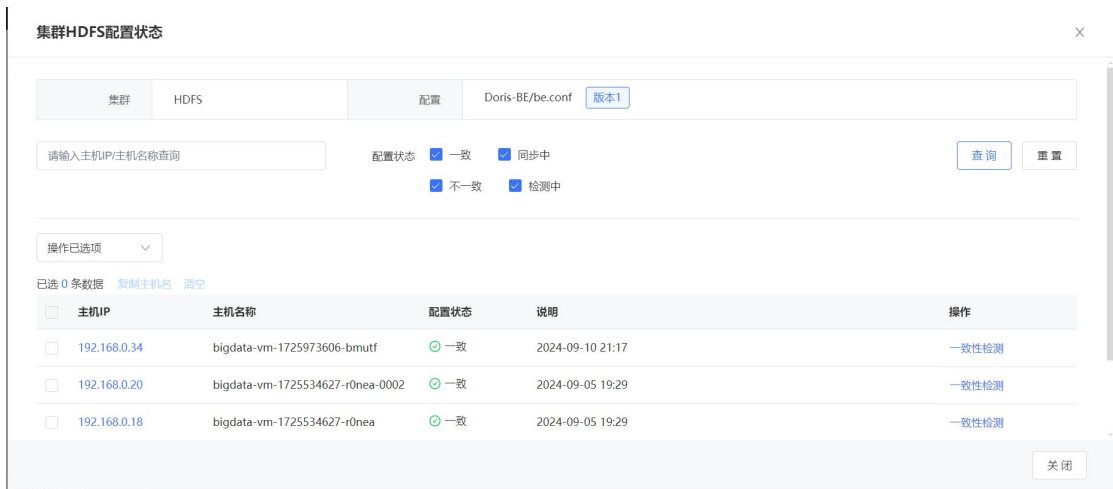 集群HDFS配置状态
集群 HDFS 配置 Doris-BE/be.conf 版本1
请输入主机IP/主机名称查询 配置状态 一致 同步中 查询 重置
不一致 检测中
操作已选项
已选 0 条数据 复制主机名 清空
主机IP 主机名称 配置状态 说明 操作
192.168.0.34 bigdata-vm-1725973606-bmutf 一致 2024-09-10 21:17 一致性检测
192.168.0.20 bigdata-vm-1725534627-r0nea-0002 一致 2024-09-05 19:29 一致性检测
192.168.0.18 bigdata-vm-1725534627-r0nea 一致 2024-09-05 19:29 一致性检测
关闭